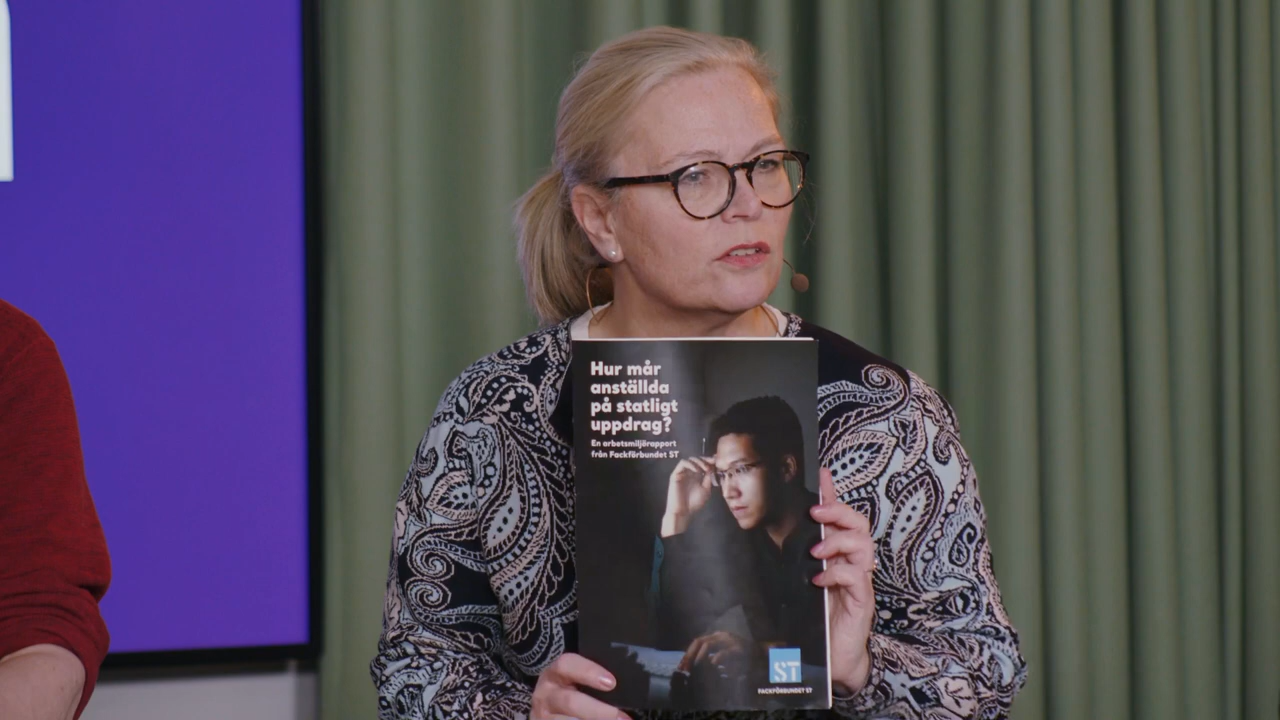 Hur mår
anställda
på statligt
uppdrag?
En arbetsmiljörapport
från Fackförbundet ST
ST
FACKFÖRBUNDET ST